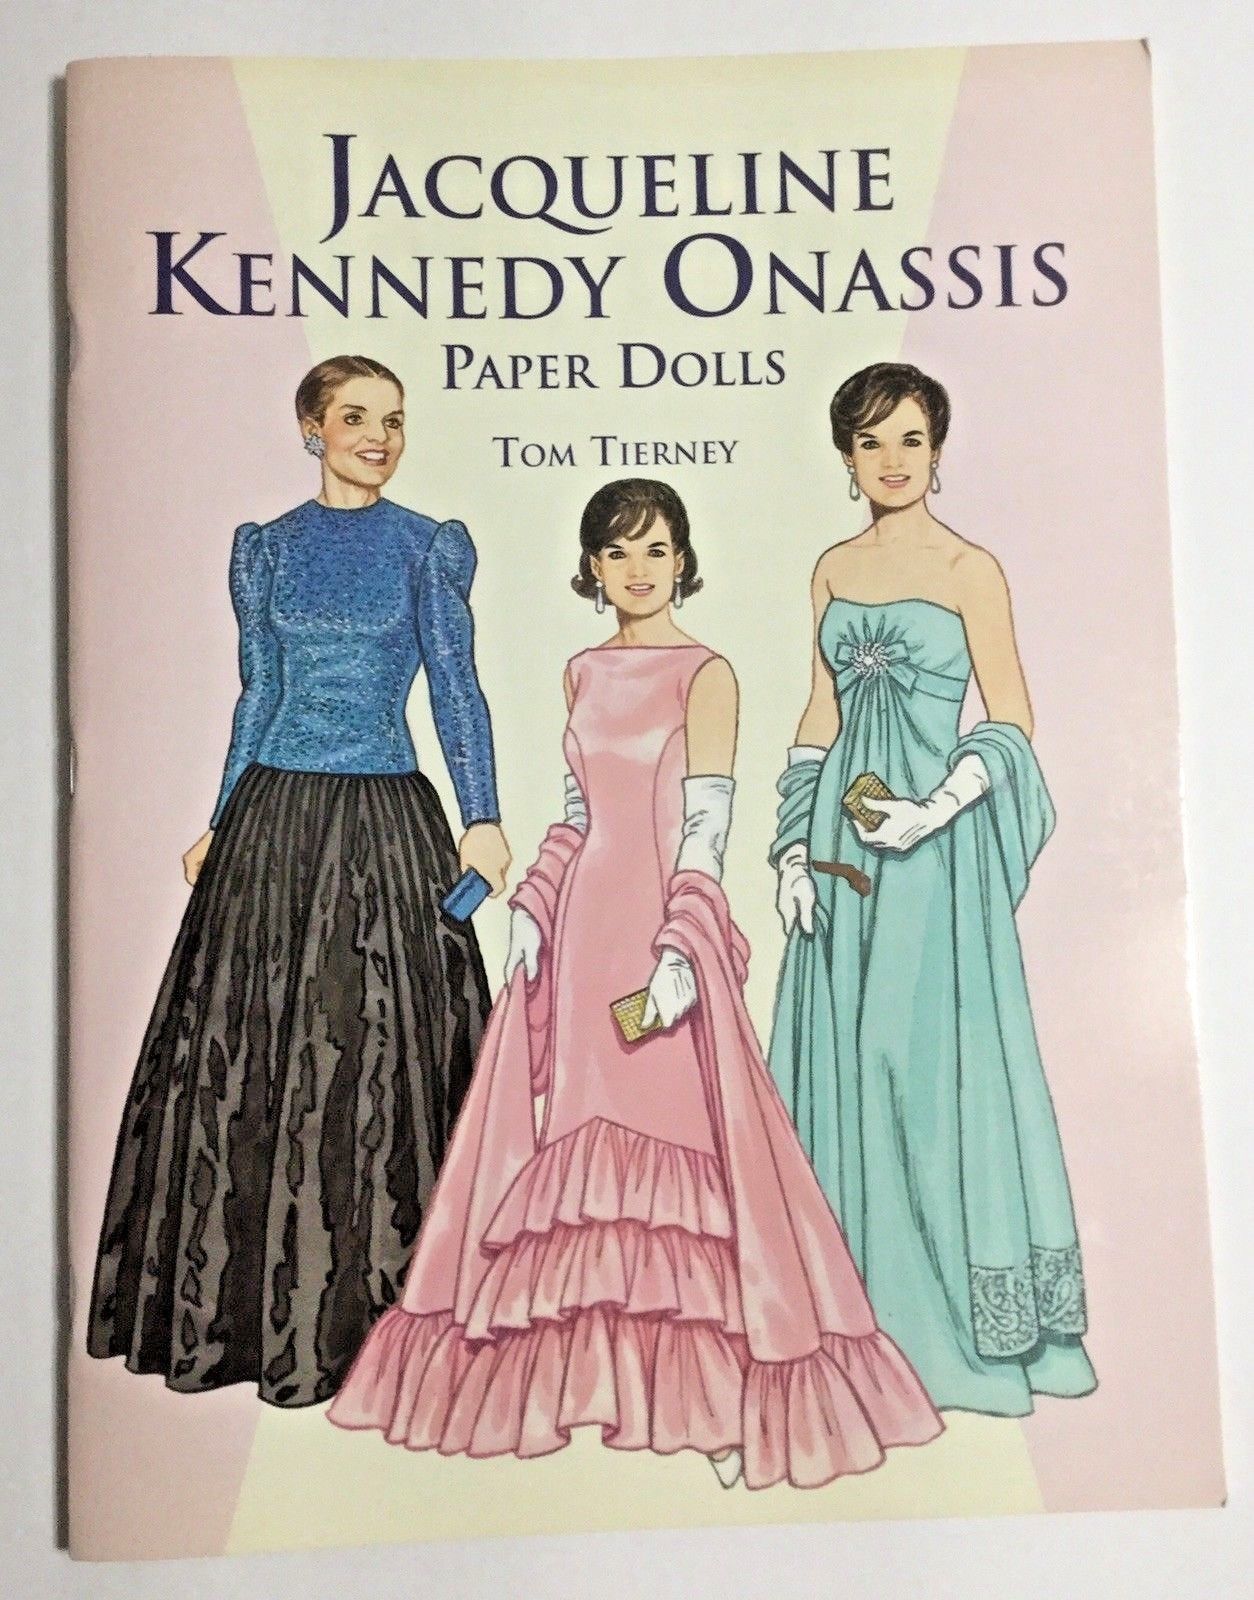 JACQUELINE
KENNEDY ONASSIS
PAPER DOLLS
TOM TIERNEY